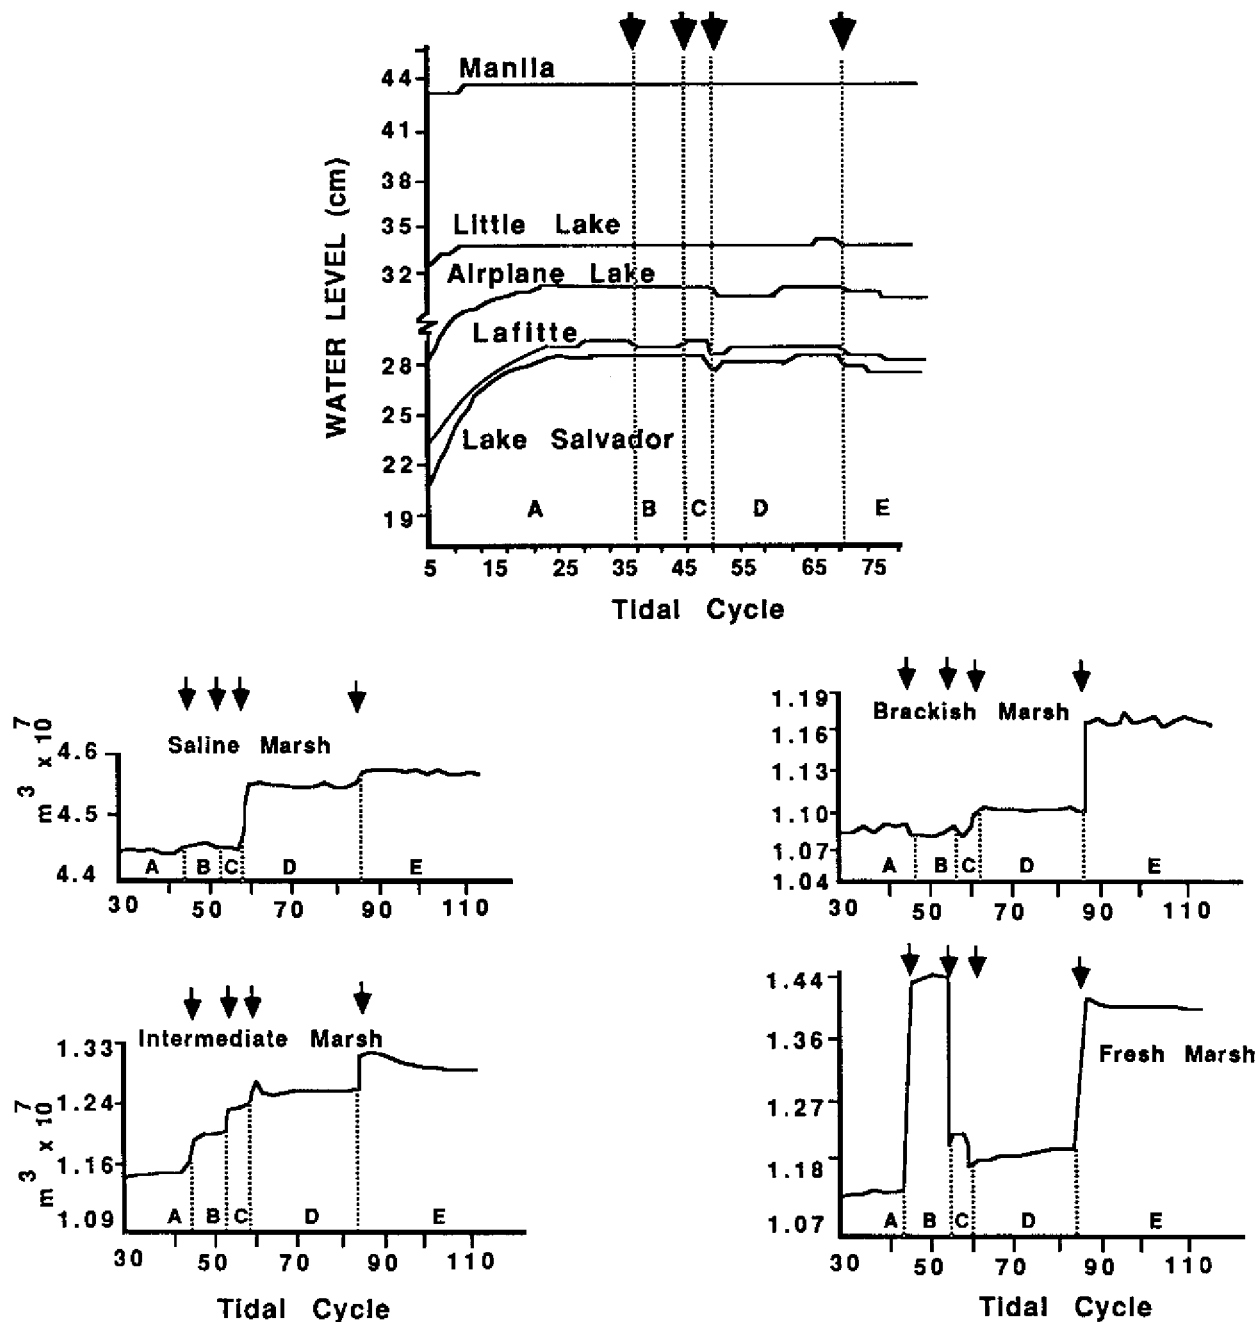 44
41
38
35
32
28
25
22
19
WATER LEVEL (cm)
Manila
Little Lake
Airplane Lake
Lafitte
Lake Salvador
A B C D E
5 15 25 35 45 55 65 75
Tidal Cycle
m³ x 10⁷
Saline Marsh
4.6
4.5
4.4
A B C D E
30 50 70 90 110
Brackish Marsh
1.19
1.16
1.13
1.10
1.07
1.04
A B C D E
30 50 70 90 110
m³ x 10⁷
Intermediate Marsh
1.33
1.24
1.16
1.09
A B C D E
30 50 70 90 110
Tidal Cycle
1.44
1.36
1.27
1.18
1.07
Fresh Marsh
A B C D E
30 50 70 90 110
Tidal Cycle